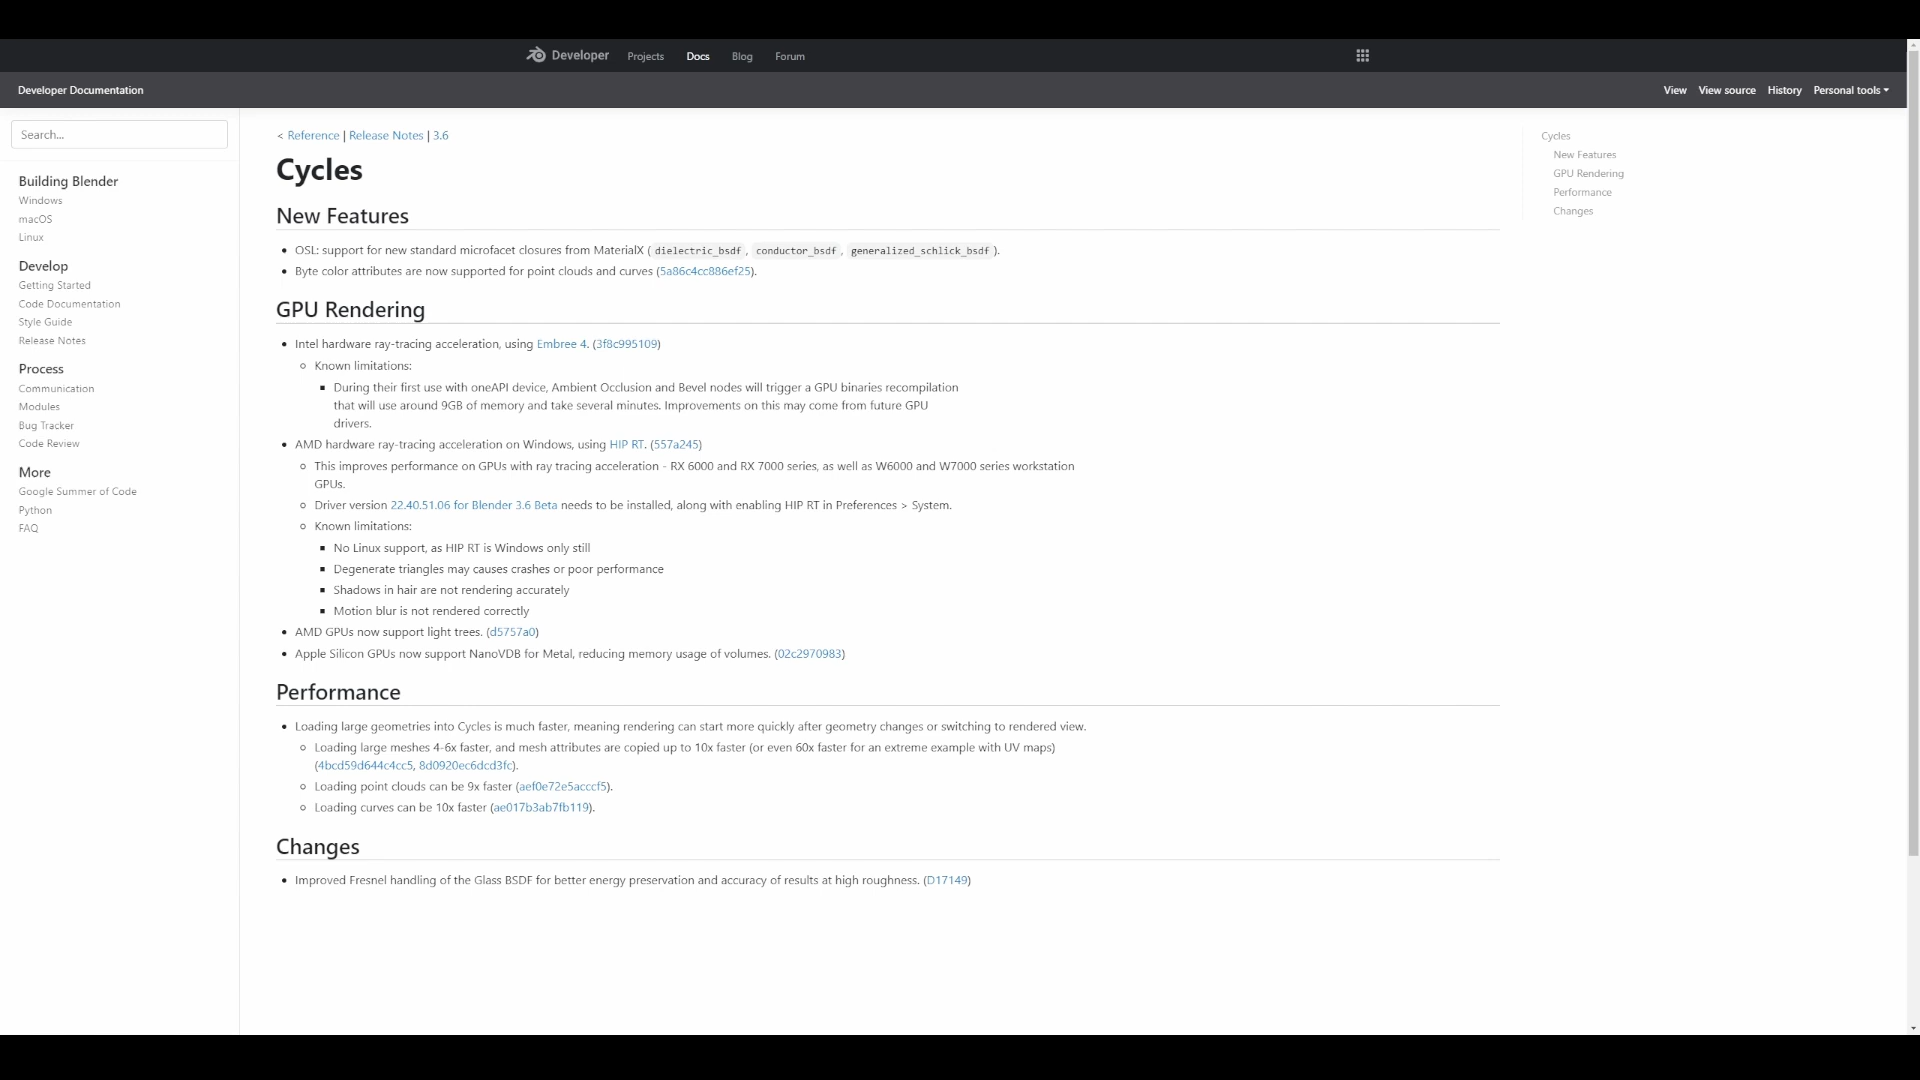 Developer Projects Docs Blog Forum
Developer Documentation View View source History Personal tools
Search...
Building Blender
Windows
macOS
Linux
Develop
Getting Started
Code Documentation
Style Guide
Release Notes
Process
Communication
Modules
Bug Tracker
Code Review
More
Google Summer of Code
Python
FAQ
< Reference | Release Notes | 3.6
Cycles
New Features
OSL: support for new standard microfacet closures from MaterialX ( dielectric_bsdf , conductor_bsdf , generalized_schlick_bsdf ).
Byte color attributes are now supported for point clouds and curves (5a86c4cc886ef25).
GPU Rendering
Intel hardware ray-tracing acceleration, using Embree 4. (3f8c995109)
Known limitations:
During their first use with oneAPI device, Ambient Occlusion and Bevel nodes will trigger a GPU binaries recompilation
that will use around 9GB of memory and take several minutes. Improvements on this may come from future GPU
drivers.
AMD hardware ray-tracing acceleration on Windows, using HIP RT. (557a245)
This improves performance on GPUs with ray tracing acceleration - RX 6000 and RX 7000 series, as well as W6000 and W7000 series workstation
GPUs.
Driver version 22.40.51.06 for Blender 3.6 Beta needs to be installed, along with enabling HIP RT in Preferences > System.
Known limitations:
No Linux support, as HIP RT is Windows only still
Degenerate triangles may causes crashes or poor performance
Shadows in hair are not rendering accurately
Motion blur is not rendered correctly
AMD GPUs now support light trees. (d5757a0)
Apple Silicon GPUs now support NanoVDB for Metal, reducing memory usage of volumes. (02c2970983)
Performance
Loading large geometries into Cycles is much faster, meaning rendering can start more quickly after geometry changes or switching to rendered view.
Loading large meshes 4-6x faster, and mesh attributes are copied up to 10x faster (or even 60x faster for an extreme example with UV maps)
(4bcd59d644c4cc5, 8d0920ec6dcd3fc).
Loading point clouds can be 9x faster (aef0e72e5acccf5).
Loading curves can be 10x faster (ae017b3ab7fb119).
Changes
Improved Fresnel handling of the Glass BSDF for better energy preservation and accuracy of results at high roughness. (D17149)
Cycles
New Features
GPU Rendering
Performance
Changes